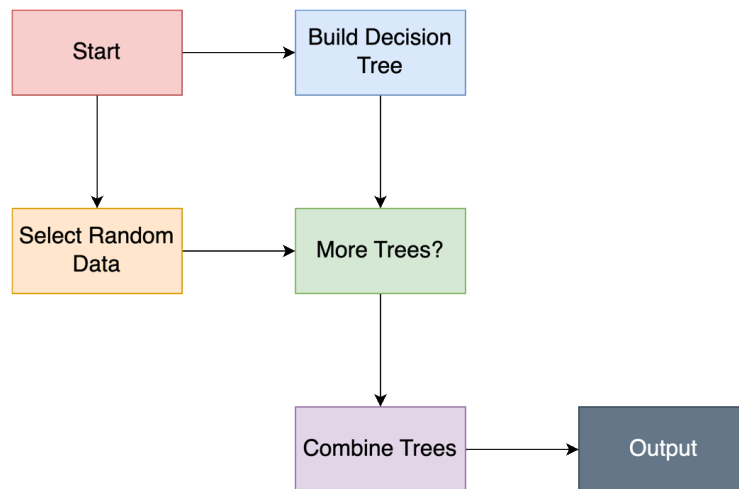 Start
Build Decision
Tree
Select Random
Data
More Trees?
Combine Trees
Output